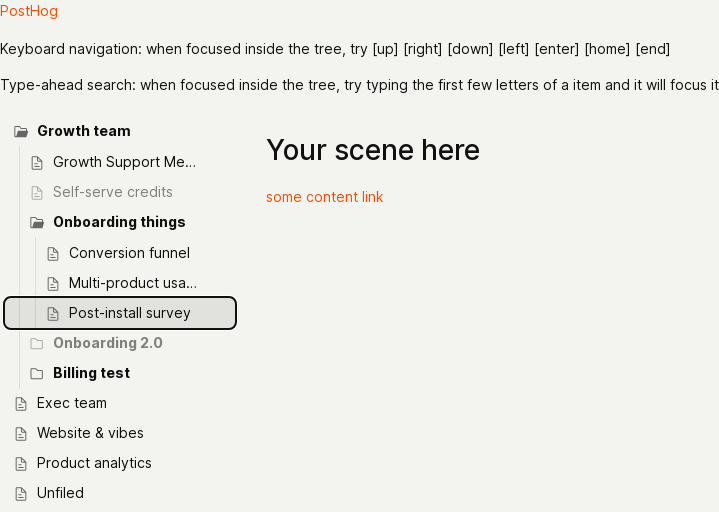 PostHog
Keyboard navigation: when focused inside the tree, try [up] [right] [down] [left] [enter] [home] [end]
Type-ahead search: when focused inside the tree, try typing the first few letters of a item and it will focus it
Growth team
Growth Support Me...
Self-serve credits
Onboarding things
Conversion funnel
Multi-product usa...
Post-install survey
Onboarding 2.0
Billing test
Exec team
Website & vibes
Product analytics
Unfiled
Your scene here
some content link